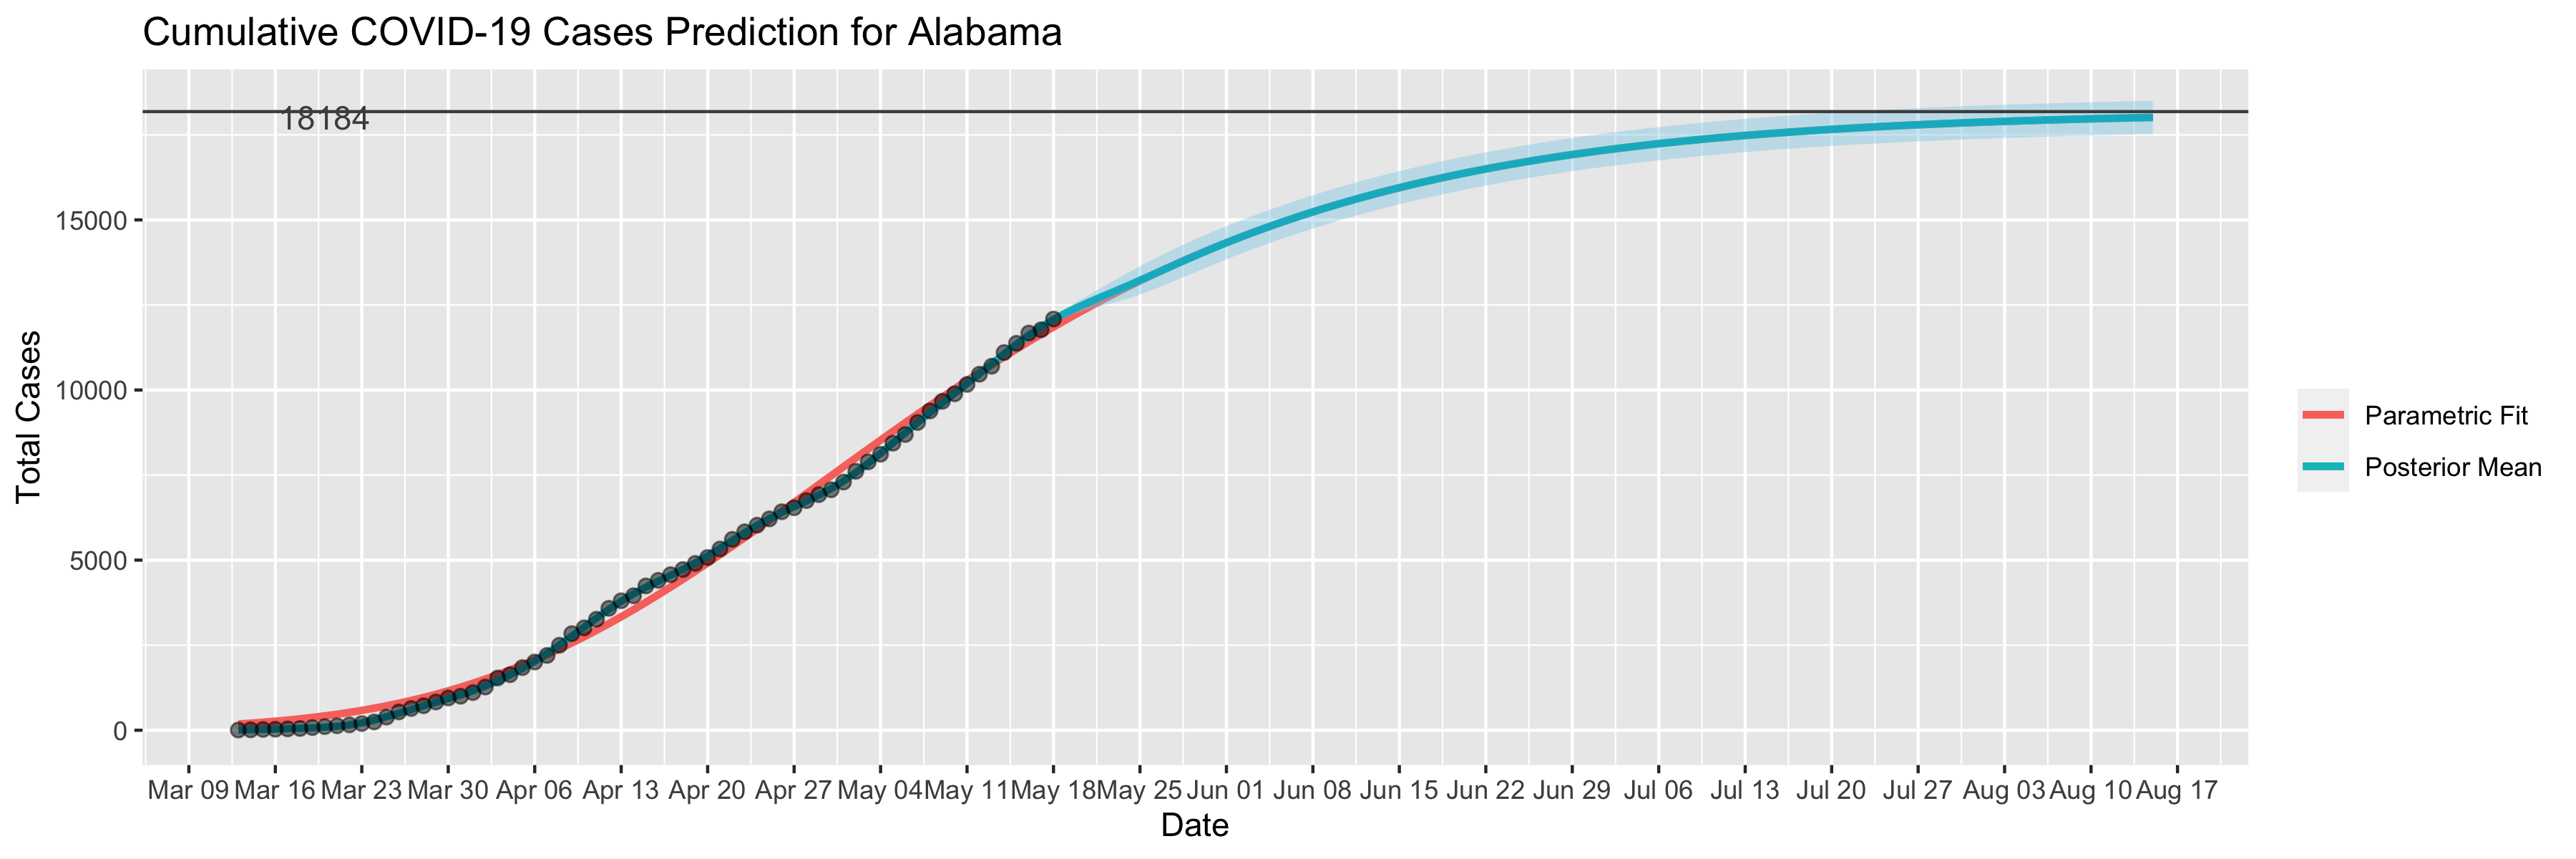 Cumulative COVID-19 Cases Prediction for Alabama
18184
15000
10000
5000
0
Total Cases
Mar 09 Mar 16 Mar 23 Mar 30 Apr 06 Apr 13 Apr 20 Apr 27 May 04 May 11 May 18 May 25 Jun 01 Jun 08 Jun 15 Jun 22 Jun 29 Jul 06 Jul 13 Jul 20 Jul 27 Aug 03 Aug 10 Aug 17
Date
Parametric Fit
Posterior Mean